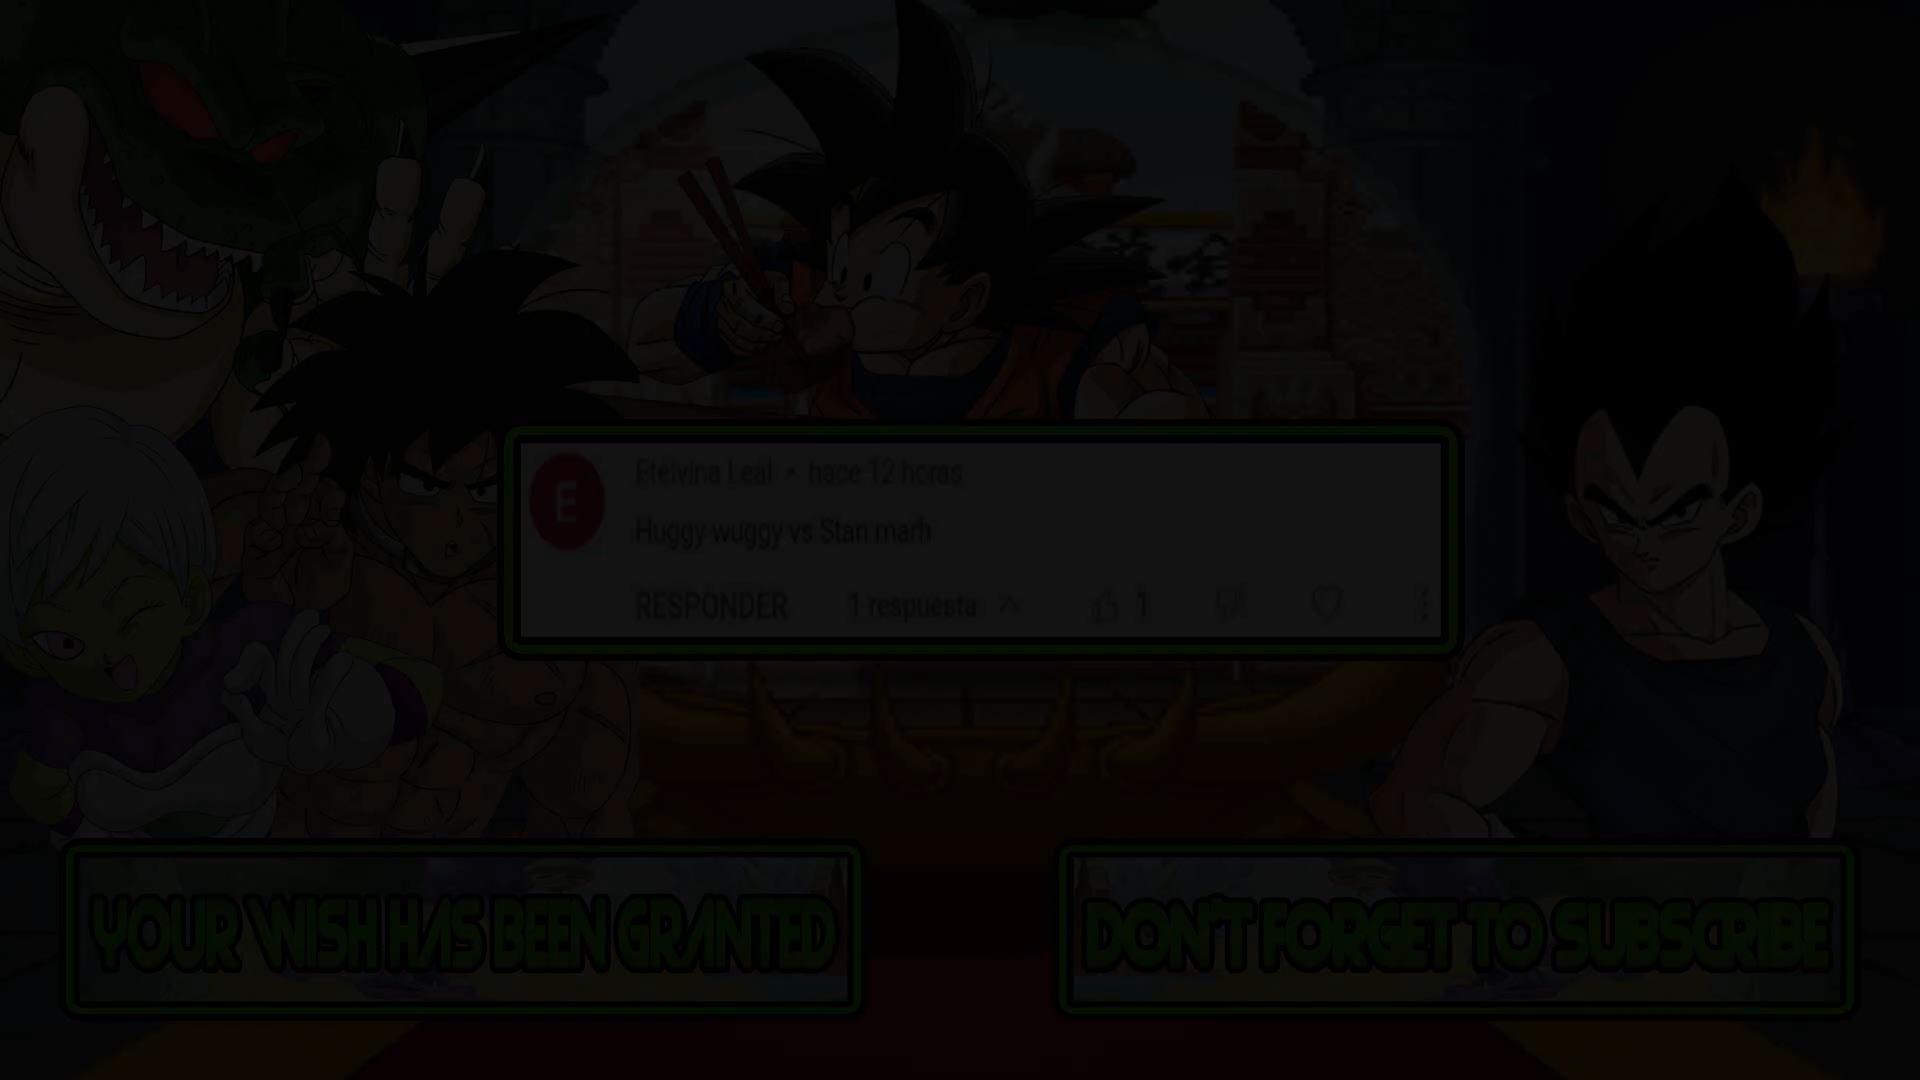 E
Etelvina Leal • hace 12 horas
Huggy wuggy vs Stan marh
RESPONDER 1 respuesta 1
YOUR WISH HAS BEEN GRANTED
DON'T FORGET TO SUBSCRIBE